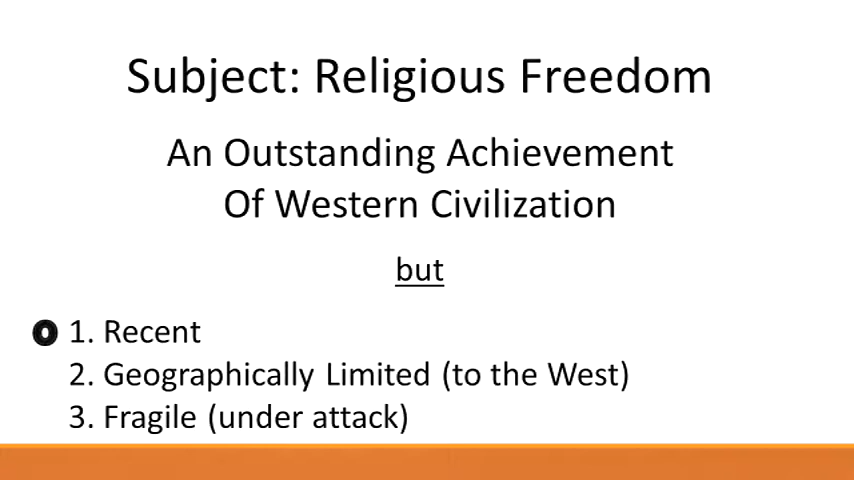 Subject: Religious Freedom
An Outstanding Achievement
Of Western Civilization
but
1. Recent
2. Geographically Limited (to the West)
3. Fragile (under attack)